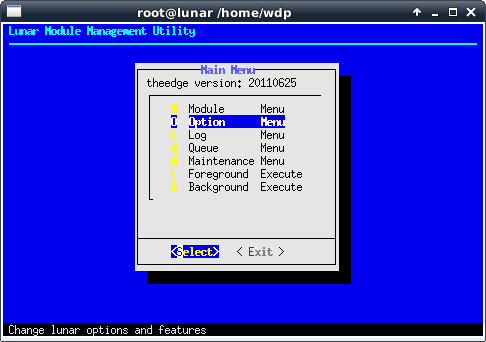 root@lunar /home/wdp
Lunar Module Management Utility
Main Menu
theedge version: 20110625
M Module Menu
O Option Menu
L Log Menu
Q Queue Menu
W Maintenance Menu
Foreground Execute
B Background Execute
<Select> < Exit >
Change lunar options and features